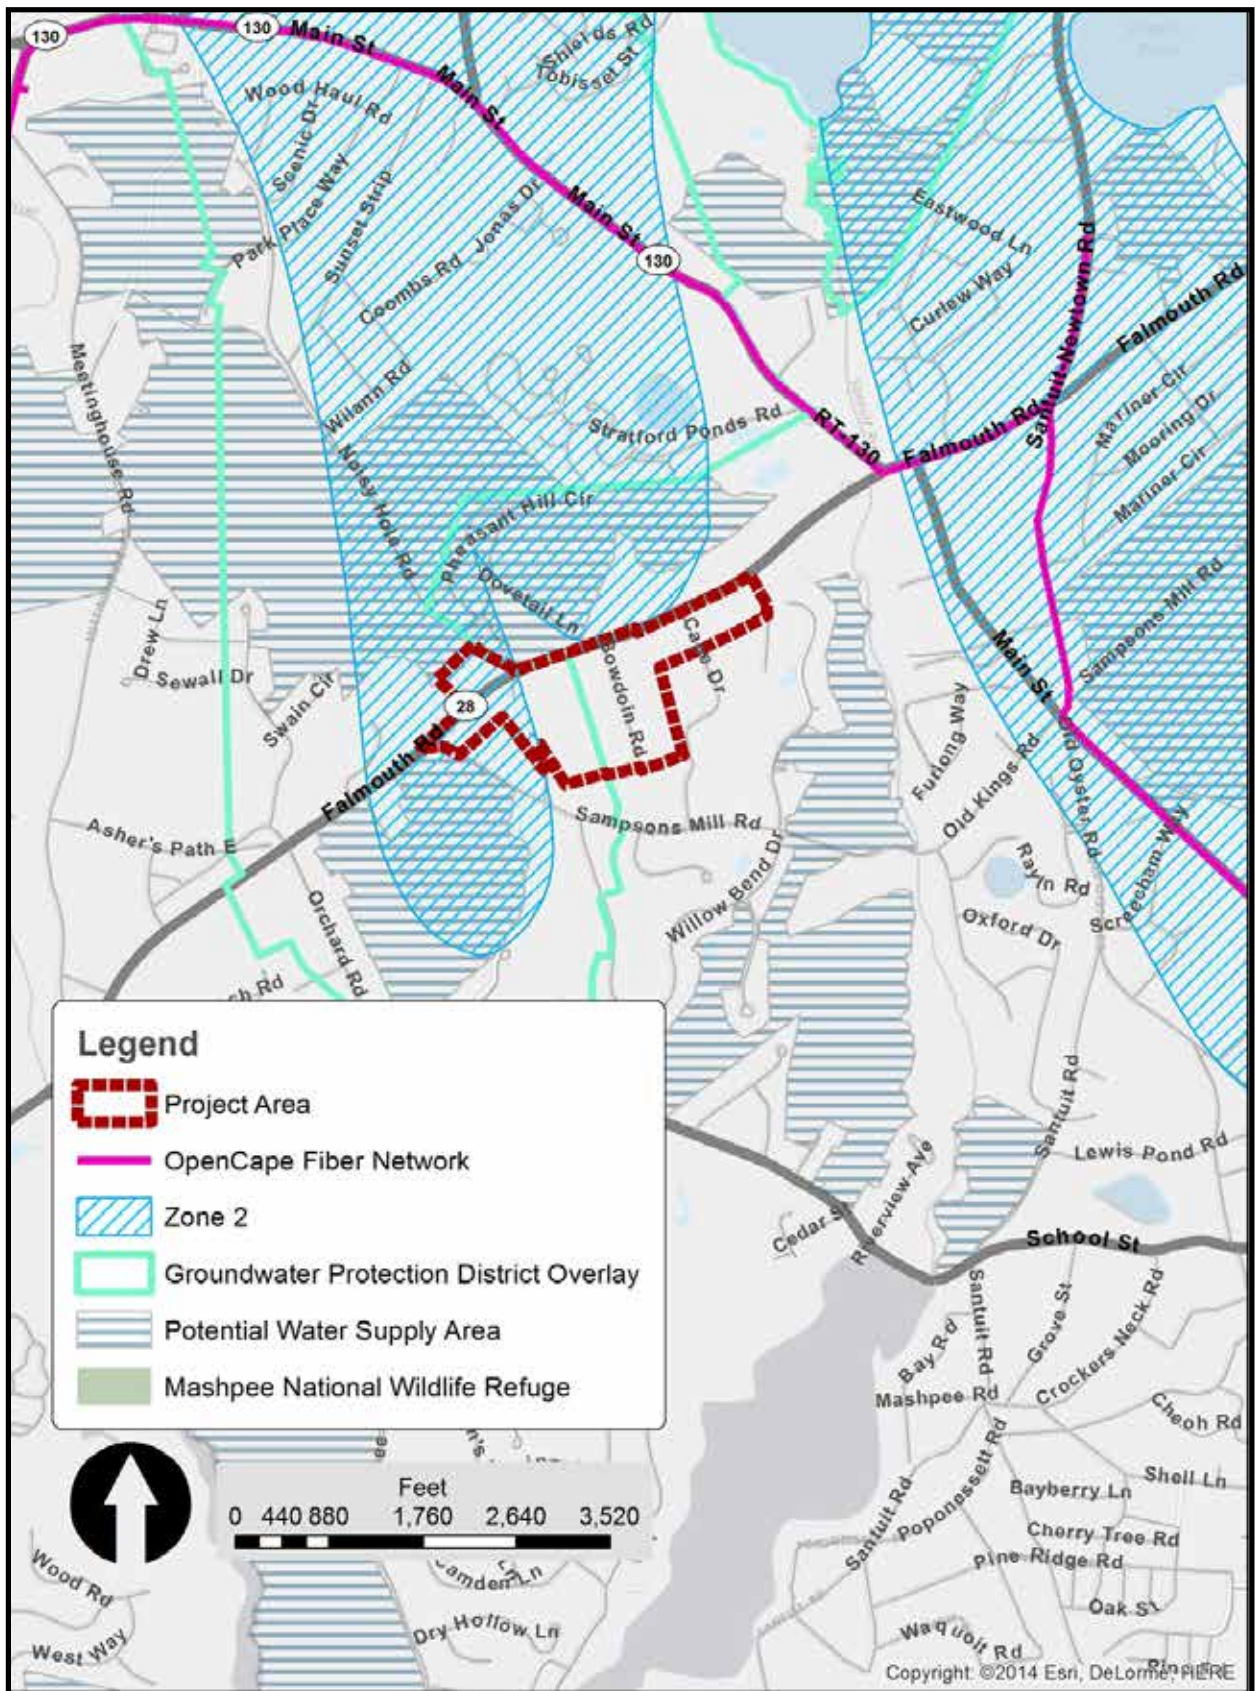 130
130
Main St
Shields Rd
Tobisset St
Main St
Wood Haul Rd
Scenic Dr
Park Place Way
Sunset Strip
Jonas Dr
Coombs Rd
Main St
130
Eastwood Ln
Curlew Way
Santuit-Newtown Rd
Falmouth Rd
Meetinghouse Rd
Wilann Rd
Noisy Hole Rd
Stratford Ponds Rd
RT-130
Falmouth Rd
Mariner Cir
Mooring Dr
Mariner Cir
Pheasant Hill Cir
Dovetail Ln
Sampsons Mill Rd
Drew Ln
Sewall Dr
Swain Cir
28
Bowdoin Rd
Cape Dr
Main St
Furlong Way
Old Kings Rd
Old Oyster Rd
Falmouth Rd
Asher's Path E
Sampsons Mill Rd
Willow Bend Dr
Rayln Rd
Screecham Way
Oxford Dr
Orchard Rd
ch Rd
Legend
Project Area
OpenCape Fiber Network
Zone 2
Groundwater Protection District Overlay
Potential Water Supply Area
Mashpee National Wildlife Refuge
Santuit Rd
Lewis Pond Rd
Riverview Ave
Cedar St
School St
Santuit Rd
Grove St
Crockers Neck Rd
Bay Rd
Mashpee Rd
Cheoh Rd
Poponessett Rd
Shell Ln
Bayberry Ln
Santuit Rd
Cherry Tree Rd
Pine Ridge Rd
Oak St
Waquoit Rd
Feet
0 440 880 1,760 2,640 3,520
Wood Rd
West Way
Camden Ln
Dry Hollow Ln
Copyright: ©2014 Esri, DeLorme, HERE